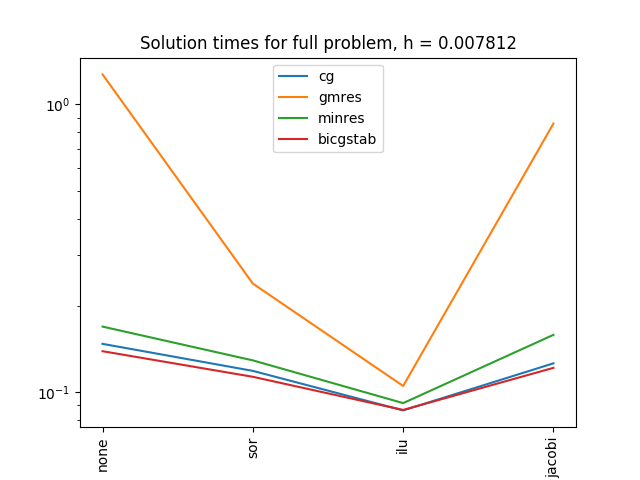 Solution times for full problem, h = 0.007812
10⁰
10⁻¹
cg
gmres
minres
bicgstab
none
sor
ilu
jacobi